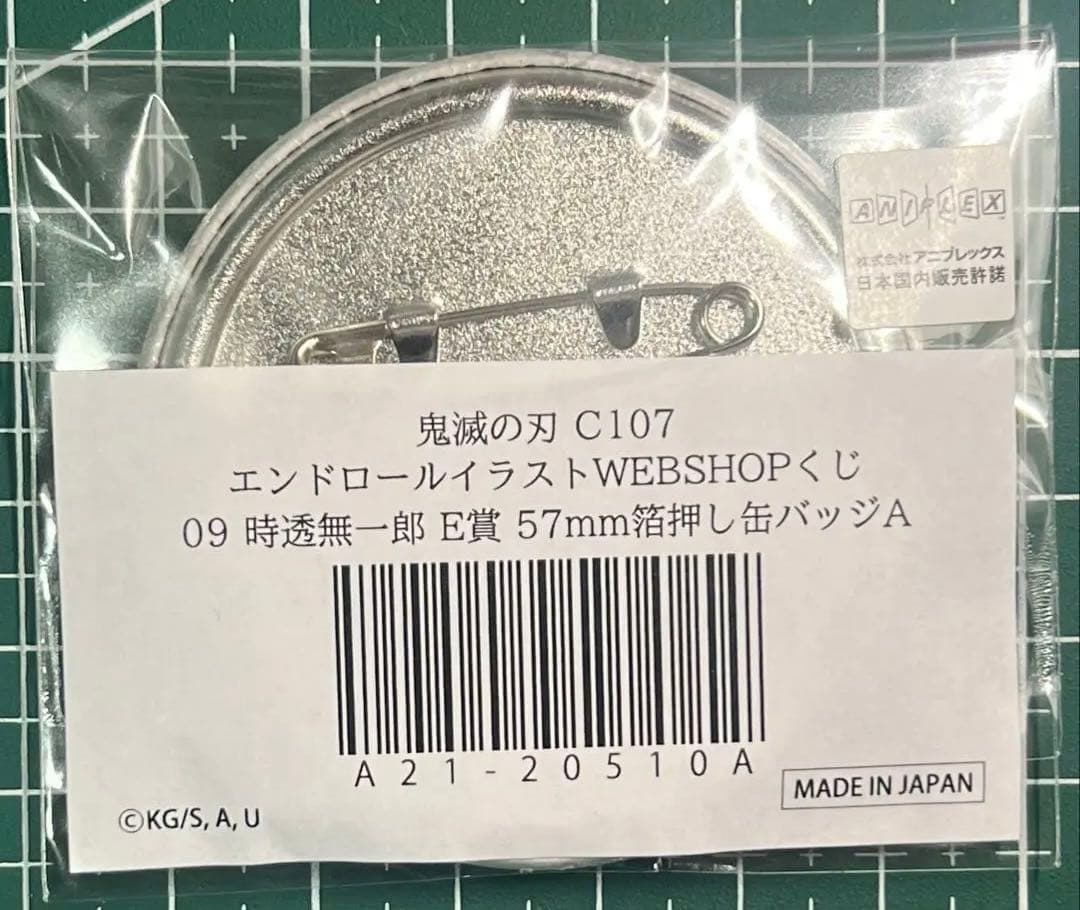 ANIPLEX
株式会社 アニプレックス
日本国内販売許諾
鬼滅の刃 C107
エンドロールイラストWEBSHOPくじ
09 時透無一郎 E賞 57mm箔押し缶バッジA
A21-20510A
MADE IN JAPAN
©KG/S, A, U